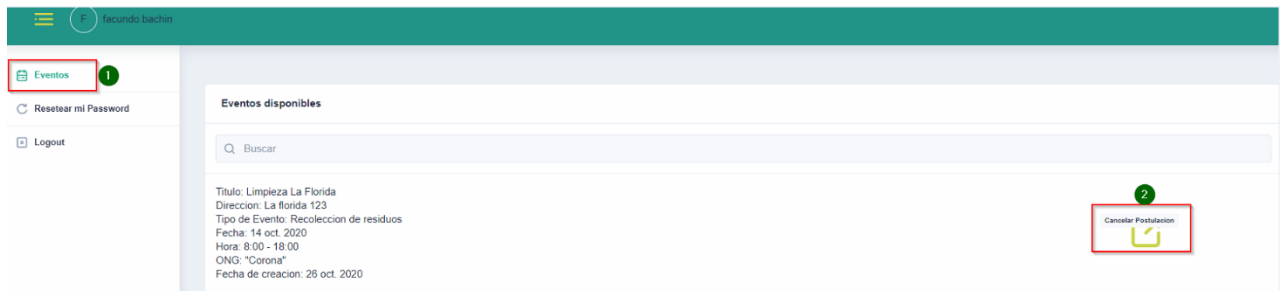 F facundo.bachin
Eventos 1
Resetear mi Password
Logout
Eventos disponibles
Buscar
Titulo: Limpieza La Florida
Direccion: La florida 123
Tipo de Evento: Recoleccion de residuos
Fecha: 14 oct. 2020
Hora: 8:00 - 18:00
ONG: "Corona"
Fecha de creacion: 26 oct. 2020
2
Cancelar Postulacion